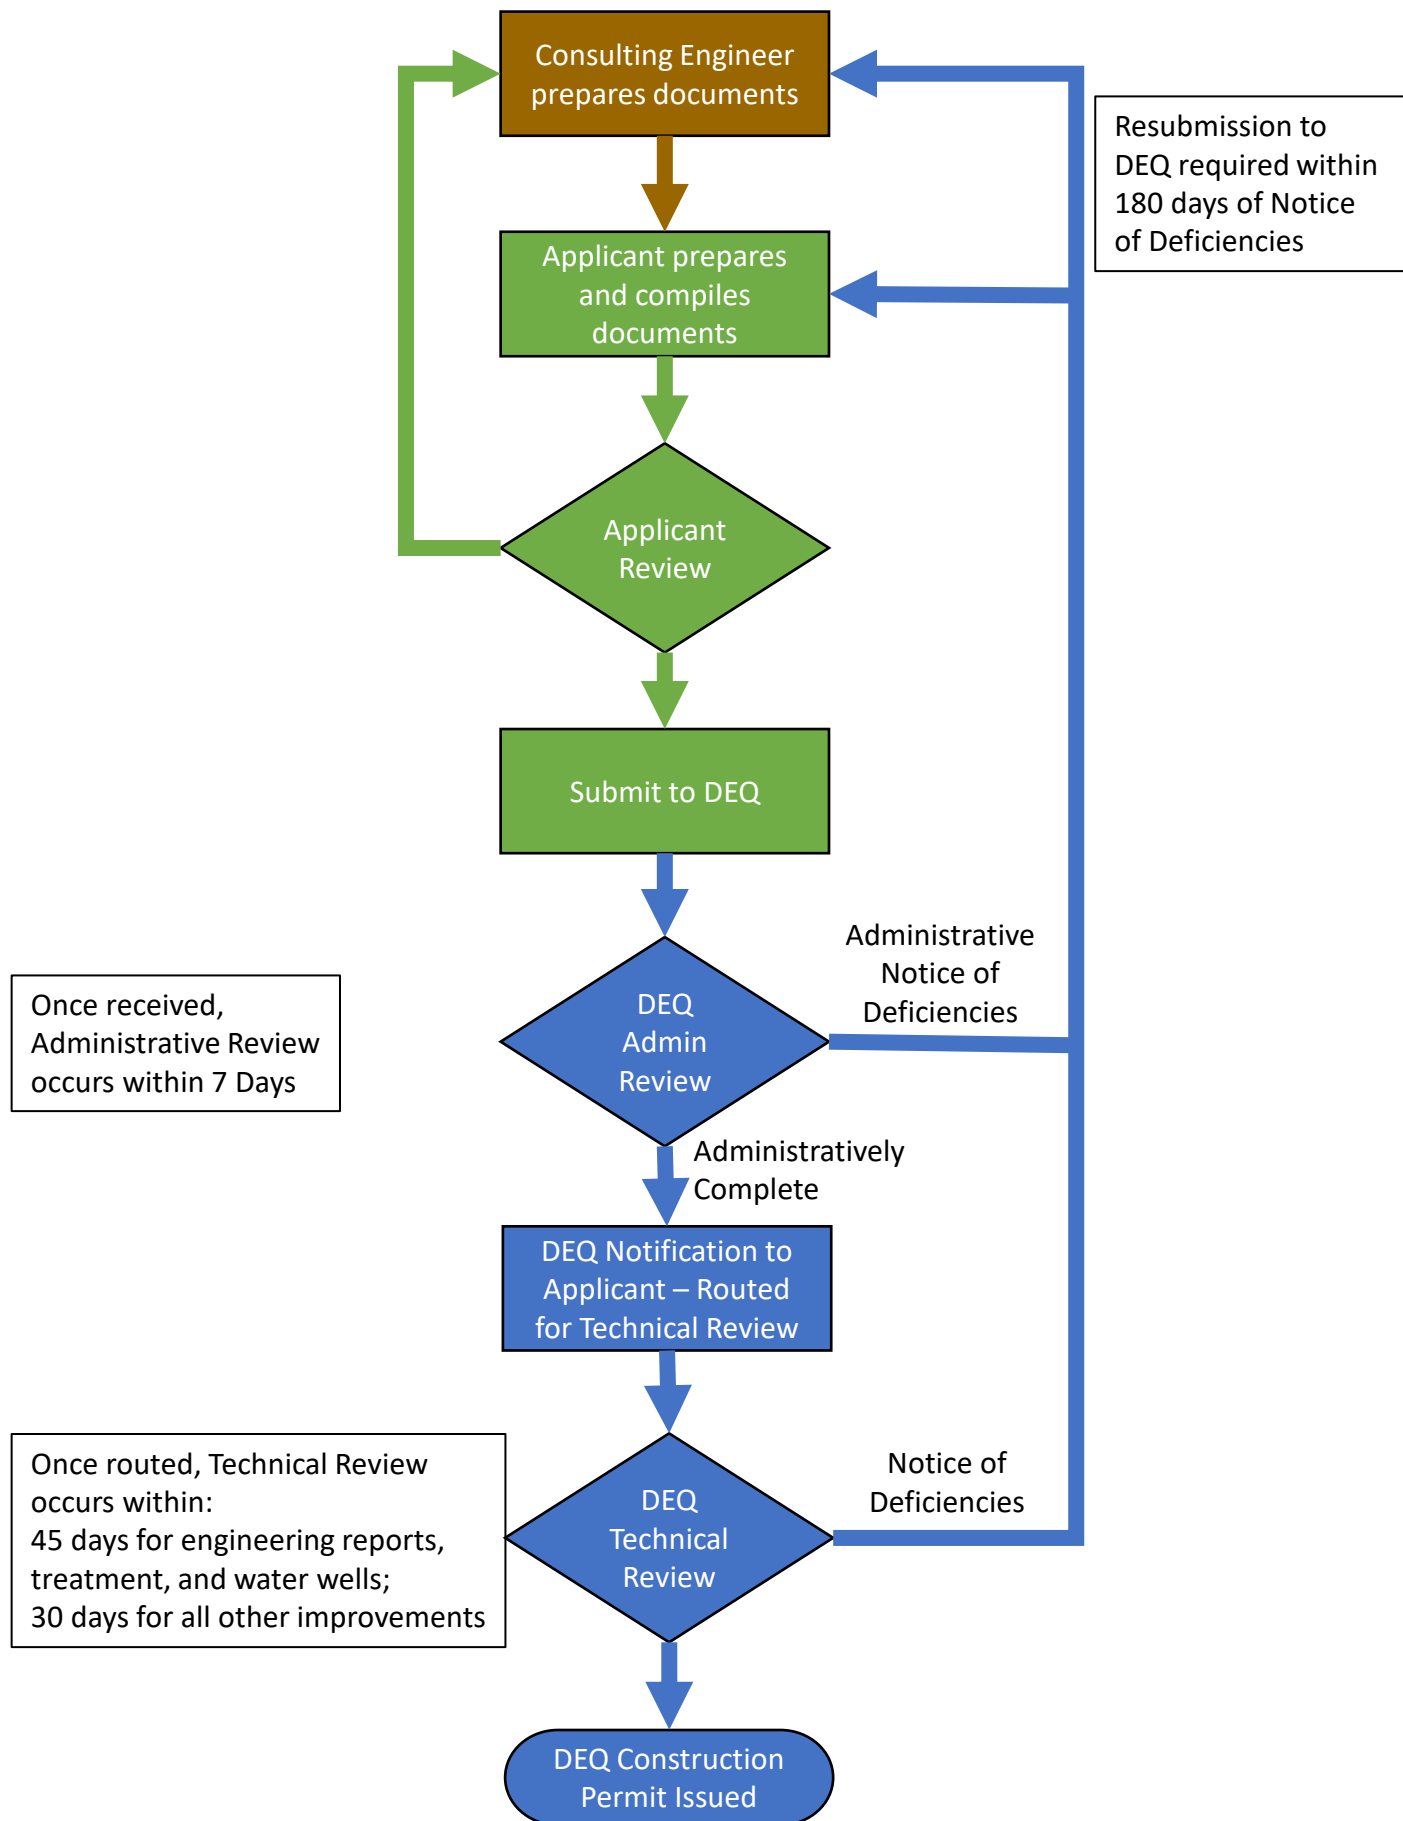 Consulting Engineer
prepares documents
Resubmission to
DEQ required within
180 days of Notice
of Deficiencies
Applicant prepares
and compiles
documents
Applicant
Review
Submit to DEQ
Administrative
Notice of
Deficiencies
Once received,
Administrative Review
occurs within 7 Days
DEQ
Admin
Review
Administratively
Complete
DEQ Notification to
Applicant – Routed
for Technical Review
Once routed, Technical Review
occurs within:
45 days for engineering reports,
treatment, and water wells;
30 days for all other improvements
DEQ
Technical
Review
Notice of
Deficiencies
DEQ Construction
Permit Issued